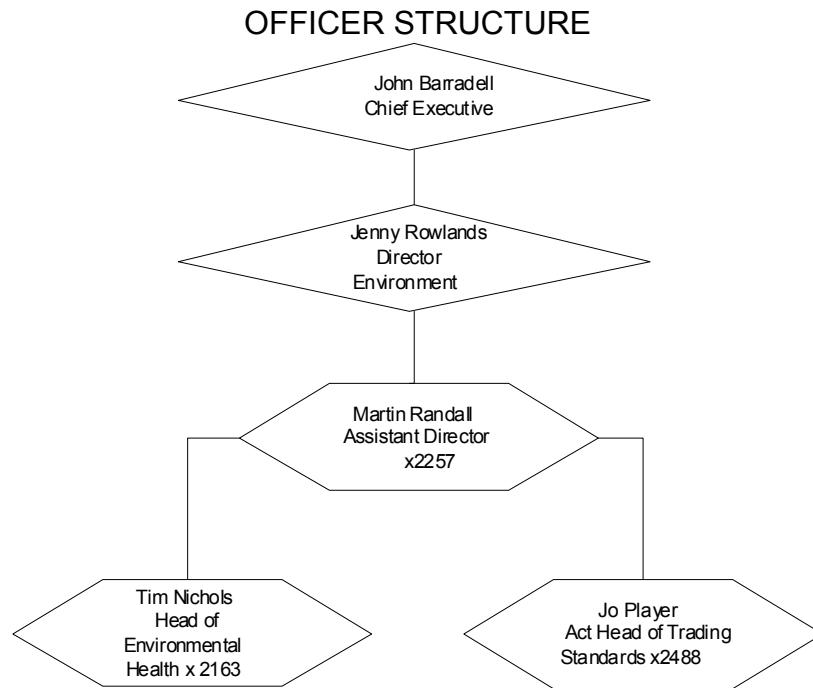 OFFICER STRUCTURE
John Barradell
Chief Executive
Jenny Rowlands
Director
Environment
Martin Randall
Assistant Director
x2257
Tim Nichols
Head of
Environmental
Health x 2163
Jo Player
Act Head of Trading
Standards x2488